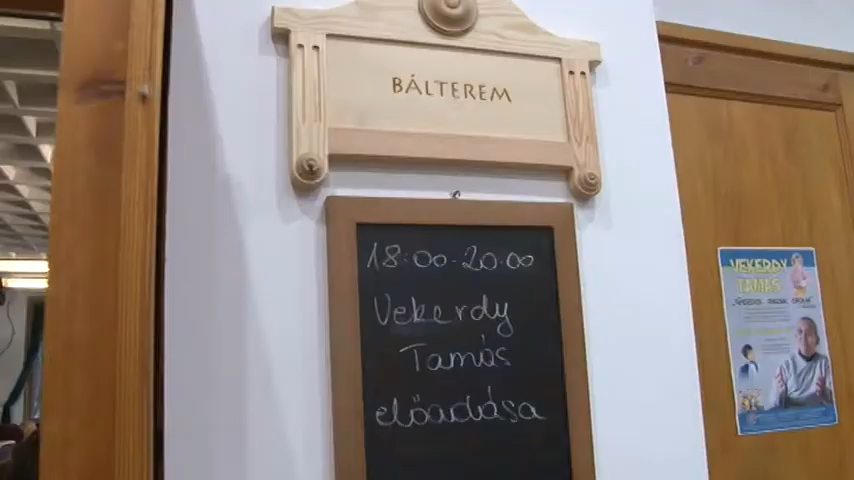 BÁLTEREM
18:00-20:00
Vekerdy
Tamás
előadása
VEKERDY
TAMÁS